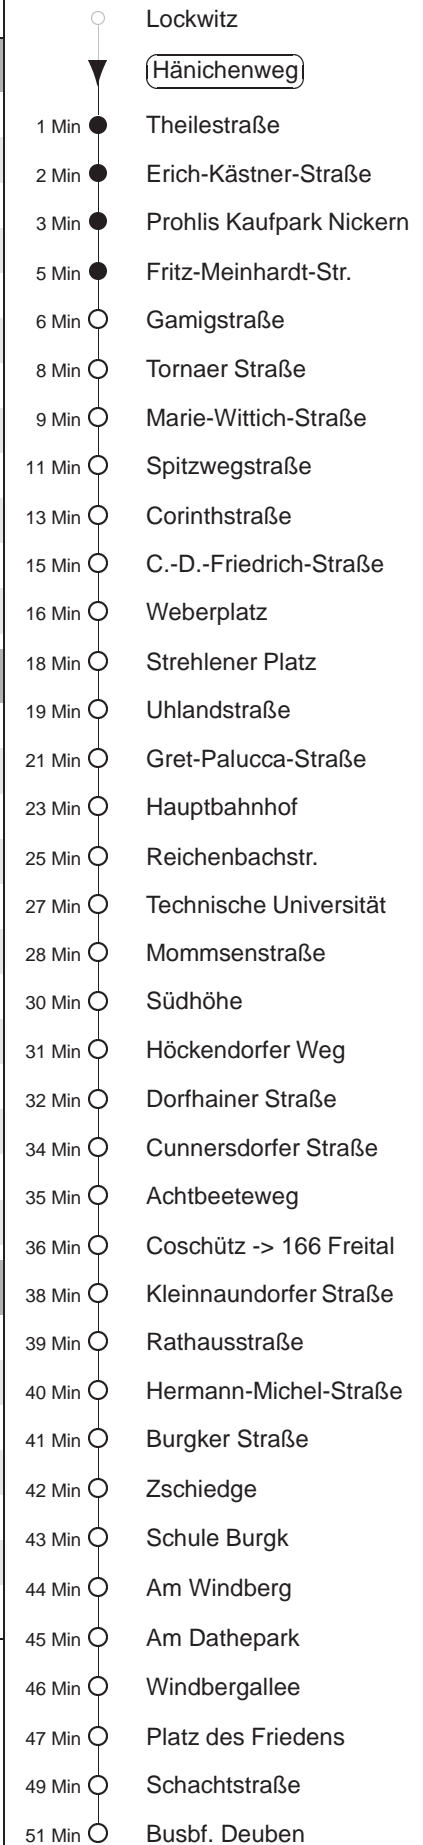 Lockwitz
Hänichenweg
1 Min Theilestraße
2 Min Erich-Kästner-Straße
3 Min Prohlis Kaufpark Nickern
5 Min Fritz-Meinhardt-Str.
6 Min Gamigstraße
8 Min Tornaer Straße
9 Min Marie-Wittich-Straße
11 Min Spitzwegstraße
13 Min Corinthstraße
15 Min C.-D.-Friedrich-Straße
16 Min Weberplatz
18 Min Strehlener Platz
19 Min Uhlandstraße
21 Min Gret-Palucca-Straße
23 Min Hauptbahnhof
25 Min Reichenbachstr.
27 Min Technische Universität
28 Min Mommsenstraße
30 Min Südhöhe
31 Min Höckendorfer Weg
32 Min Dorfhainer Straße
34 Min Cunnersdorfer Straße
35 Min Achtbeeteweg
36 Min Coschütz -> 166 Freital
38 Min Kleinnaundorfer Straße
39 Min Rathausstraße
40 Min Hermann-Michel-Straße
41 Min Burgker Straße
42 Min Zschiedge
43 Min Schule Burgk
44 Min Am Windberg
45 Min Am Dathepark
46 Min Windbergallee
47 Min Platz des Friedens
49 Min Schachtstraße
51 Min Busbf. Deuben